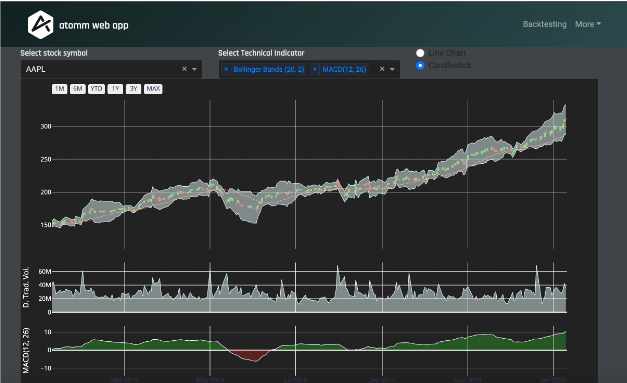 atomm web app
Backtesting
More
Select stock symbol
Select Technical Indicator
Line Chart
Candlestick
AAPL
× Bollinger Bands (20, 2) × MACD(12, 26)
1M 6M YTD 1Y 3Y MAX
300
250
200
150
D. Trad. Vol.
60M
40M
20M
0
MACD(12, 26)
10
0
−10